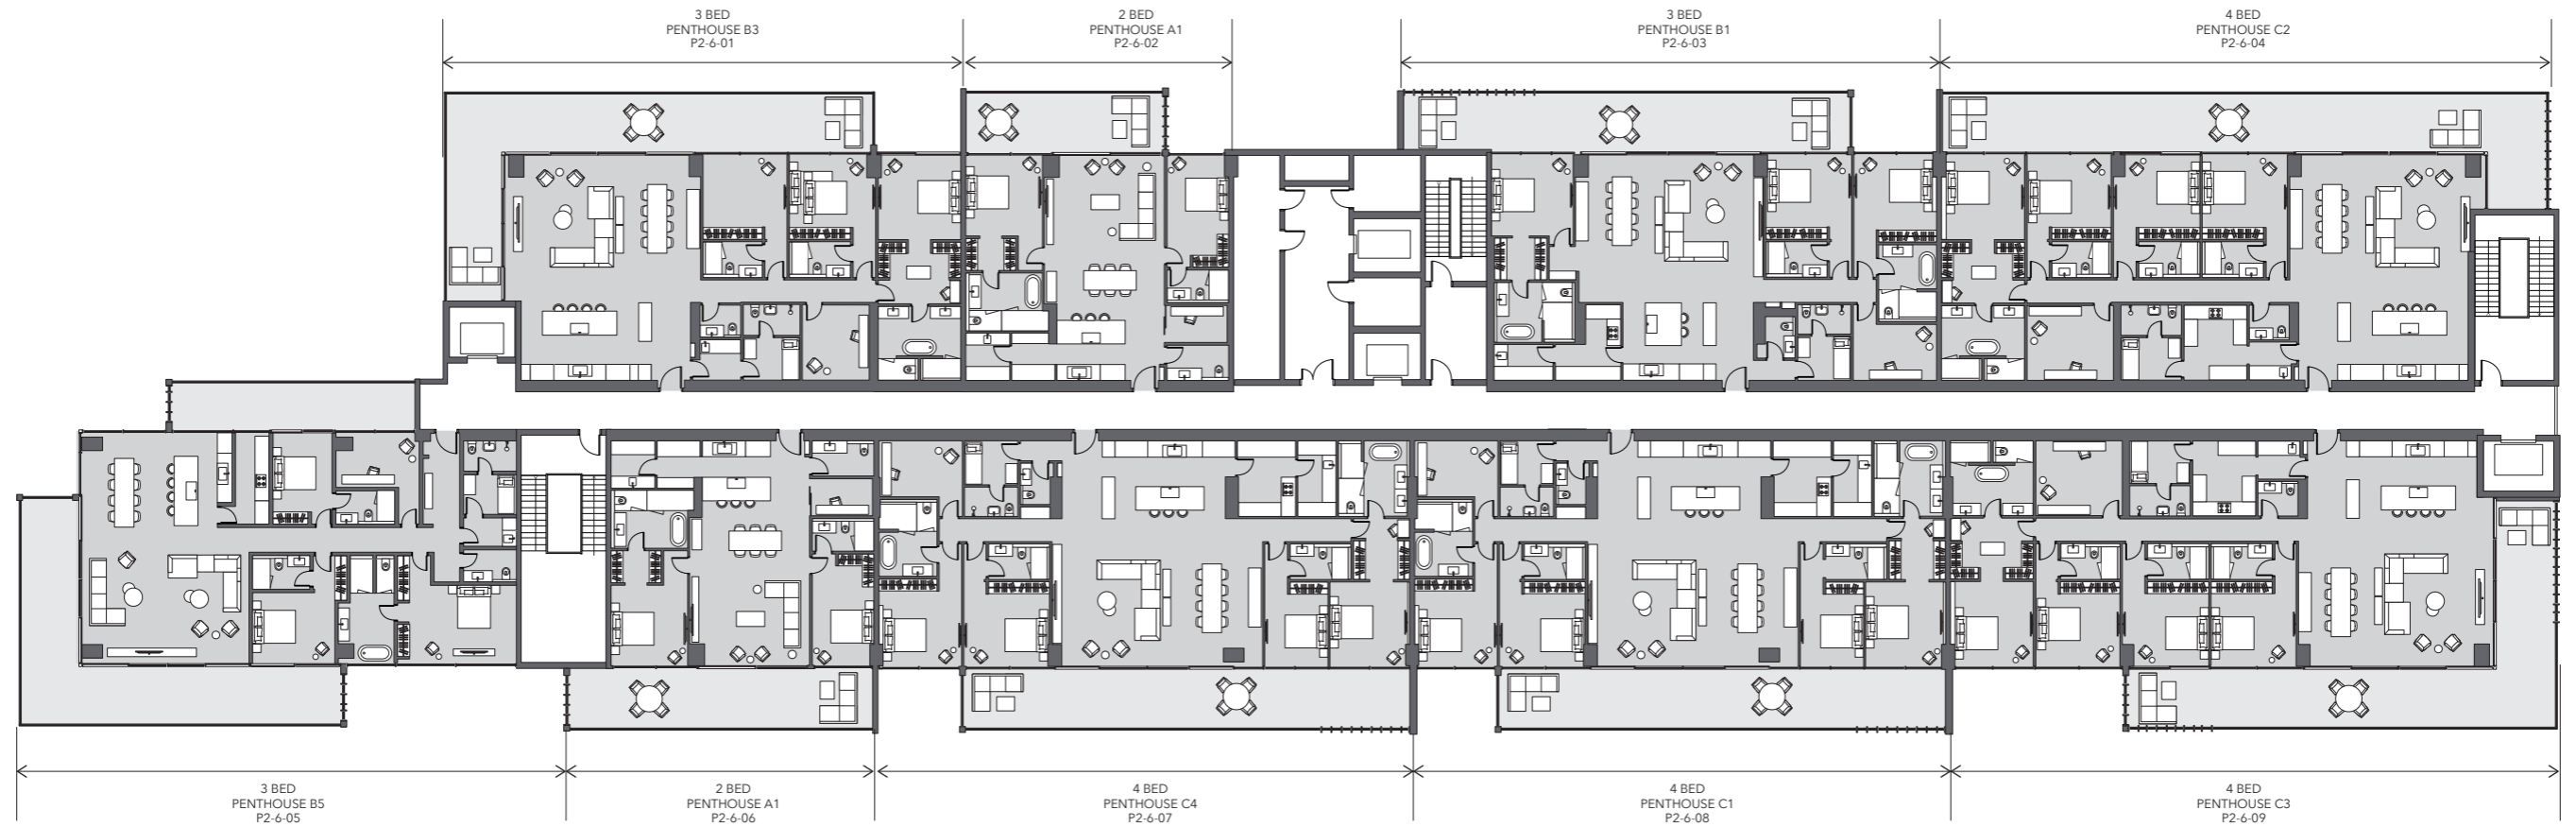 3 BED
PENTHOUSE B3
P2-6-01
2 BED
PENTHOUSE A1
P2-6-02
3 BED
PENTHOUSE B1
P2-6-03
4 BED
PENTHOUSE C2
P2-6-04
3 BED
PENTHOUSE B5
P2-6-05
2 BED
PENTHOUSE A1
P2-6-06
4 BED
PENTHOUSE C4
P2-6-07
4 BED
PENTHOUSE C1
P2-6-08
4 BED
PENTHOUSE C3
P2-6-09